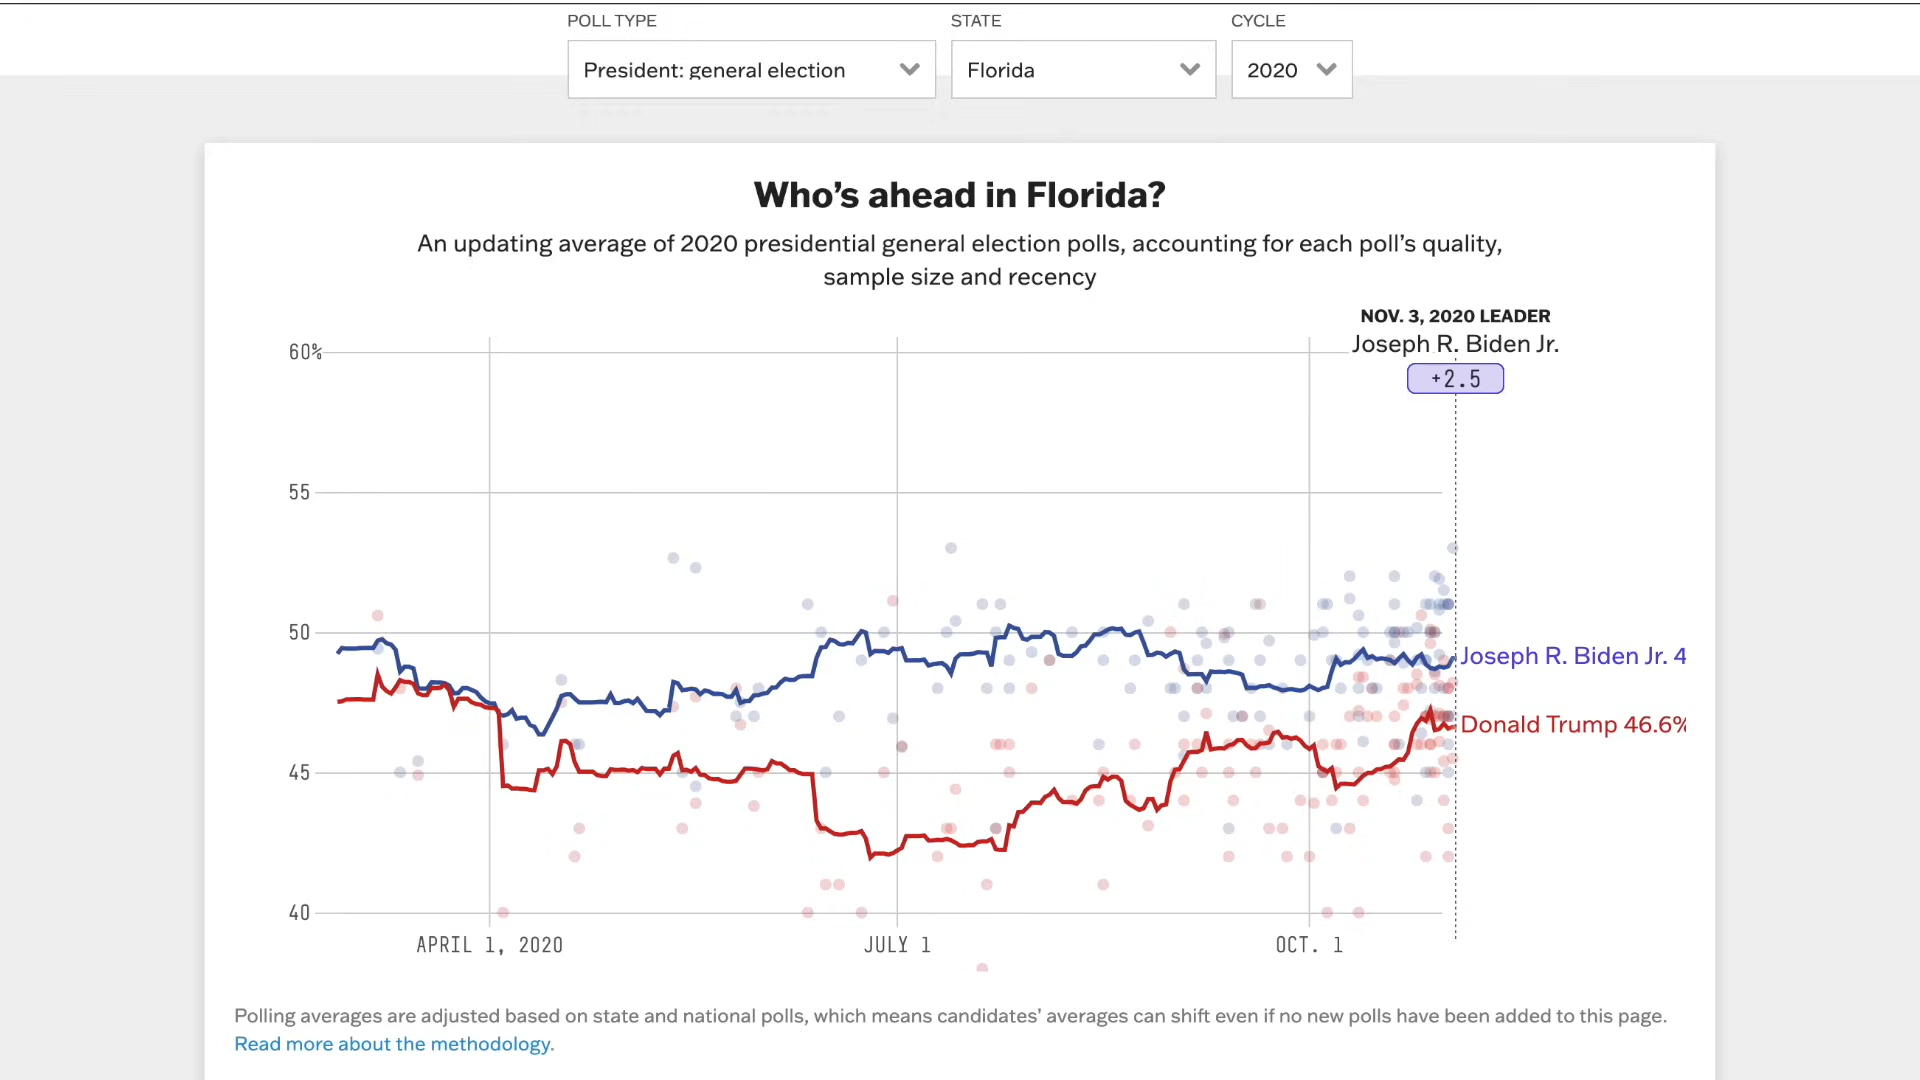 POLL TYPE
STATE
CYCLE
President: general election
Florida
2020
Who's ahead in Florida?
An updating average of 2020 presidential general election polls, accounting for each poll's quality,
sample size and recency
NOV. 3, 2020 LEADER
Joseph R. Biden Jr.
+2.5
60%
55
50
45
40
Joseph R. Biden Jr. 4
Donald Trump 46.6%
APRIL 1, 2020
JULY 1
OCT. 1
Polling averages are adjusted based on state and national polls, which means candidates' averages can shift even if no new polls have been added to this page.
Read more about the methodology.